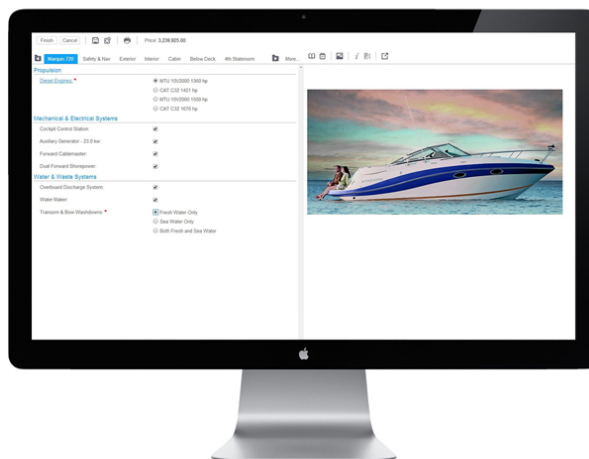 Finish Cancel Price: 3,239,925.00
Marquis 720 Safety & Nav Exterior Interior Cabin Below Deck 4th Stateroom More...
Propulsion
Diesel Engines: *
MTU 10V2000 1360 hp
CAT C32 1421 hp
MTU 10V2000 1500 hp
CAT C32 1676 hp
Mechanical & Electrical Systems
Cockpit Control Station:
Auxiliary Generator - 23.0 kw:
Forward Cablemaster:
Dual Forward Shorepower:
Water & Waste Systems
Overboard Discharge System:
Water Maker:
Transom & Bow Washdowns: *
Fresh Water Only
Sea Water Only
Both Fresh and Sea Water